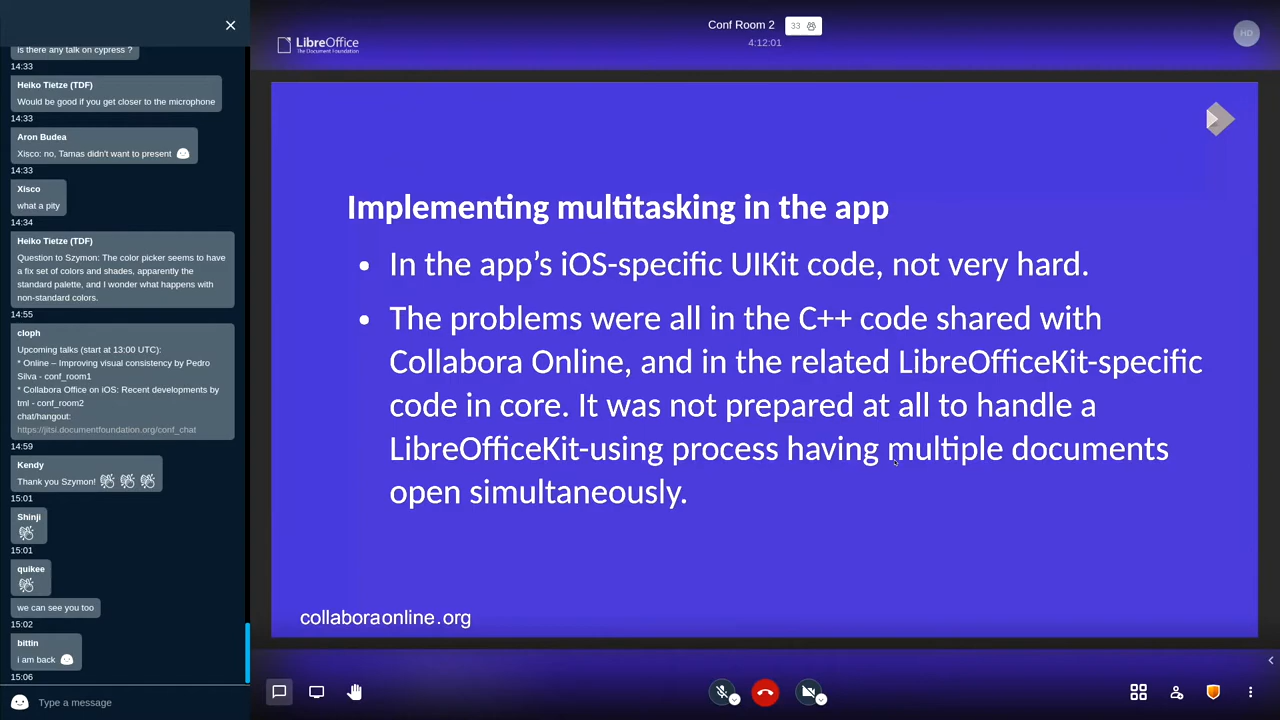 is there any talk on cypress ?
14:33
Heiko Tietze (TDF)
Would be good if you get closer to the microphone
14:33
Aron Budea
Xisco: no, Tamas didn't want to present
14:33
Xisco
what a pity
14:34
Heiko Tietze (TDF)
Question to Szymon: The color picker seems to have
a fix set of colors and shades, apparently the
standard palette, and I wonder what happens with
non-standard colors.
14:55
cloph
Upcoming talks (start at 13:00 UTC):
* Online – Improving visual consistency by Pedro
Silva - conf_room1
* Collabora Office on iOS: Recent developments by
tml - conf_room2
chat/hangout:
https://jitsi.documentfoundation.org/conf_chat
14:59
Kendy
Thank you Szymon!
15:01
Shinji
15:01
quikee
we can see you too
15:02
bittin
i am back
15:06
Type a message
LibreOffice
The Document Foundation
Conf Room 2
33
4:12:01
HD
Implementing multitasking in the app
• In the app’s iOS-specific UIKit code, not very hard.
• The problems were all in the C++ code shared with
Collabora Online, and in the related LibreOfficeKit-specific
code in core. It was not prepared at all to handle a
LibreOfficeKit-using process having multiple documents
open simultaneously.
collaboraonline.org